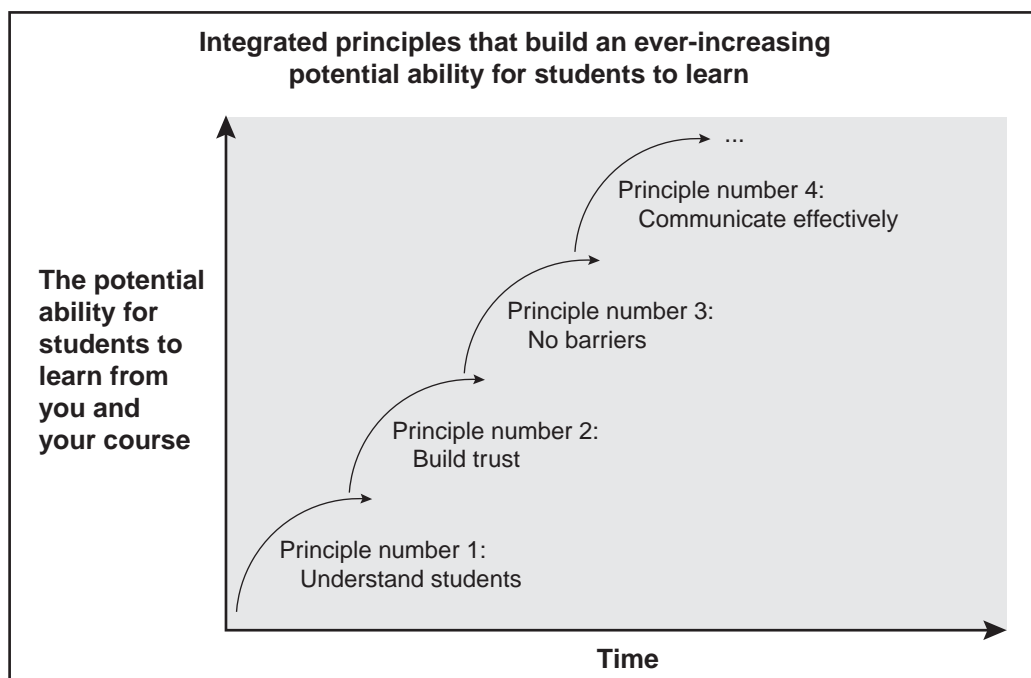 Integrated principles that build an ever-increasing
potential ability for students to learn
...
Principle number 4:
Communicate effectively
The potential
ability for
students to
learn from
you and
your course
Principle number 3:
No barriers
Principle number 2:
Build trust
Principle number 1:
Understand students
Time